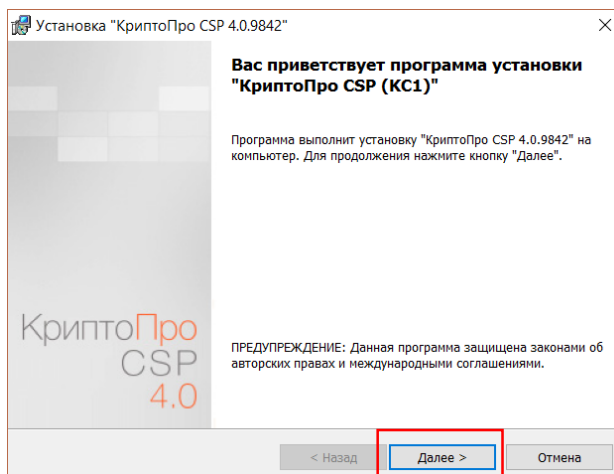 Установка "КриптоПро CSP 4.0.9842"
Вас приветствует программа установки
"КриптоПро CSP (KC1)"
Программа выполнит установку "КриптоПро CSP 4.0.9842" на
компьютер. Для продолжения нажмите кнопку "Далее".
КриптоПро
CSP
4.0
ПРЕДУПРЕЖДЕНИЕ: Данная программа защищена законами об
авторских правах и международными соглашениями.
< Назад
Далее >
Отмена